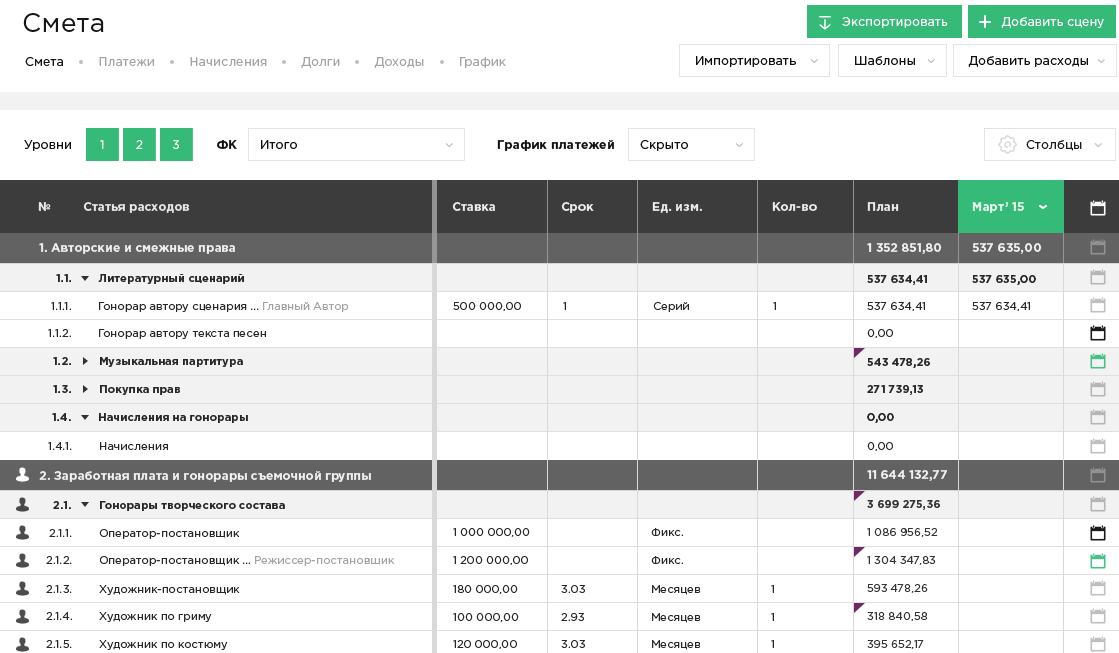 Смета
Экспортировать
Добавить сцену
Смета • Платежи • Начисления • Долги • Доходы • График
Импортировать
Шаблоны
Добавить расходы
Уровни 1 2 3 ФК Итого График платежей Скрыто Столбцы
№ Статья расходов Ставка Срок Ед. изм. Кол-во План Март' 15
1. Авторские и смежные права 1 352 851,80 537 635,00
1.1. Литературный сценарий 537 634,41 537 635,00
1.1.1. Гонорар автору сценария ... Главный Автор 500 000,00 1 Серий 1 537 634,41 537 634,41
1.1.2. Гонорар автору текста песен 0,00
1.2. Музыкальная партитура 543 478,26
1.3. Покупка прав 271 739,13
1.4. Начисления на гонорары 0,00
1.4.1. Начисления 0,00
2. Заработная плата и гонорары съемочной группы 11 644 132,77
2.1. Гонорары творческого состава 3 699 275,36
2.1.1. Оператор-постановщик 1 000 000,00 Фикс. 1 086 956,52
2.1.2. Оператор-постановщик ... Режиссер-постановщик 1 200 000,00 Фикс. 1 304 347,83
2.1.3. Художник-постановщик 180 000,00 3.03 Месяцев 1 593 478,26
2.1.4. Художник по гриму 100 000,00 2.93 Месяцев 1 318 840,58
2.1.5. Художник по костюму 120 000,00 3.03 Месяцев 1 395 652,17